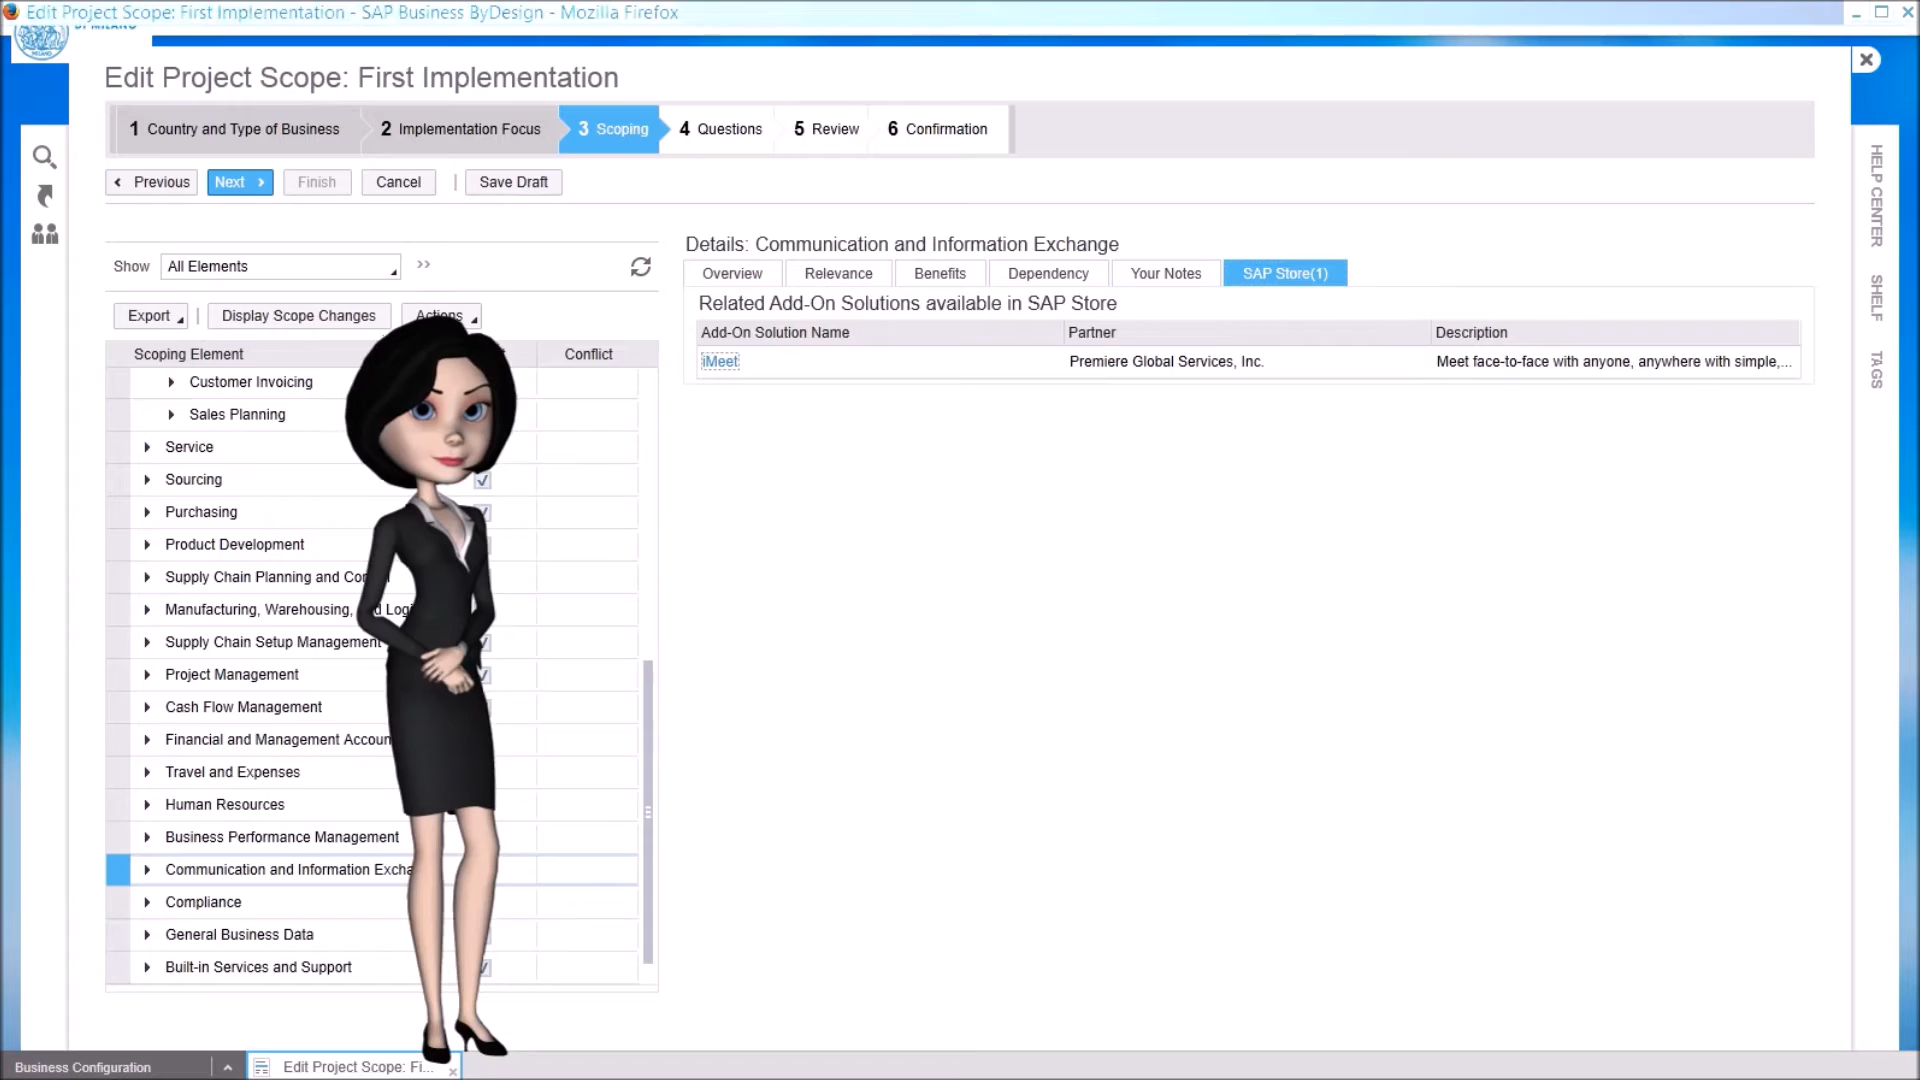 Edit Project Scope: First Implementation - SAP Business ByDesign - Mozilla Firefox
DI MILANO
MILANO
Edit Project Scope: First Implementation
1 Country and Type of Business
2 Implementation Focus
3 Scoping
4 Questions
5 Review
6 Confirmation
Previous
Next
Finish
Cancel
Save Draft
Show
All Elements
Export
Display Scope Changes
Actions
Scoping Element
Conflict
Customer Invoicing
Sales Planning
Service
Sourcing
Purchasing
Product Development
Supply Chain Planning and
Manufacturing, Warehousing,
Supply Chain Setup Management
Project Management
Cash Flow Management
Financial and Management Accoun
Travel and Expenses
Human Resources
Business Performance Management
Communication and Information Excha
Compliance
General Business Data
Built-in Services and Support
Details: Communication and Information Exchange
Overview
Relevance
Benefits
Dependency
Your Notes
SAP Store(1)
Related Add-On Solutions available in SAP Store
Add-On Solution Name
Partner
Description
iMeet
Premiere Global Services, Inc.
Meet face-to-face with anyone, anywhere with simple,...
HELP CENTER
SHELF
TAGS
Business Configuration
Edit Project Scope: Fi...